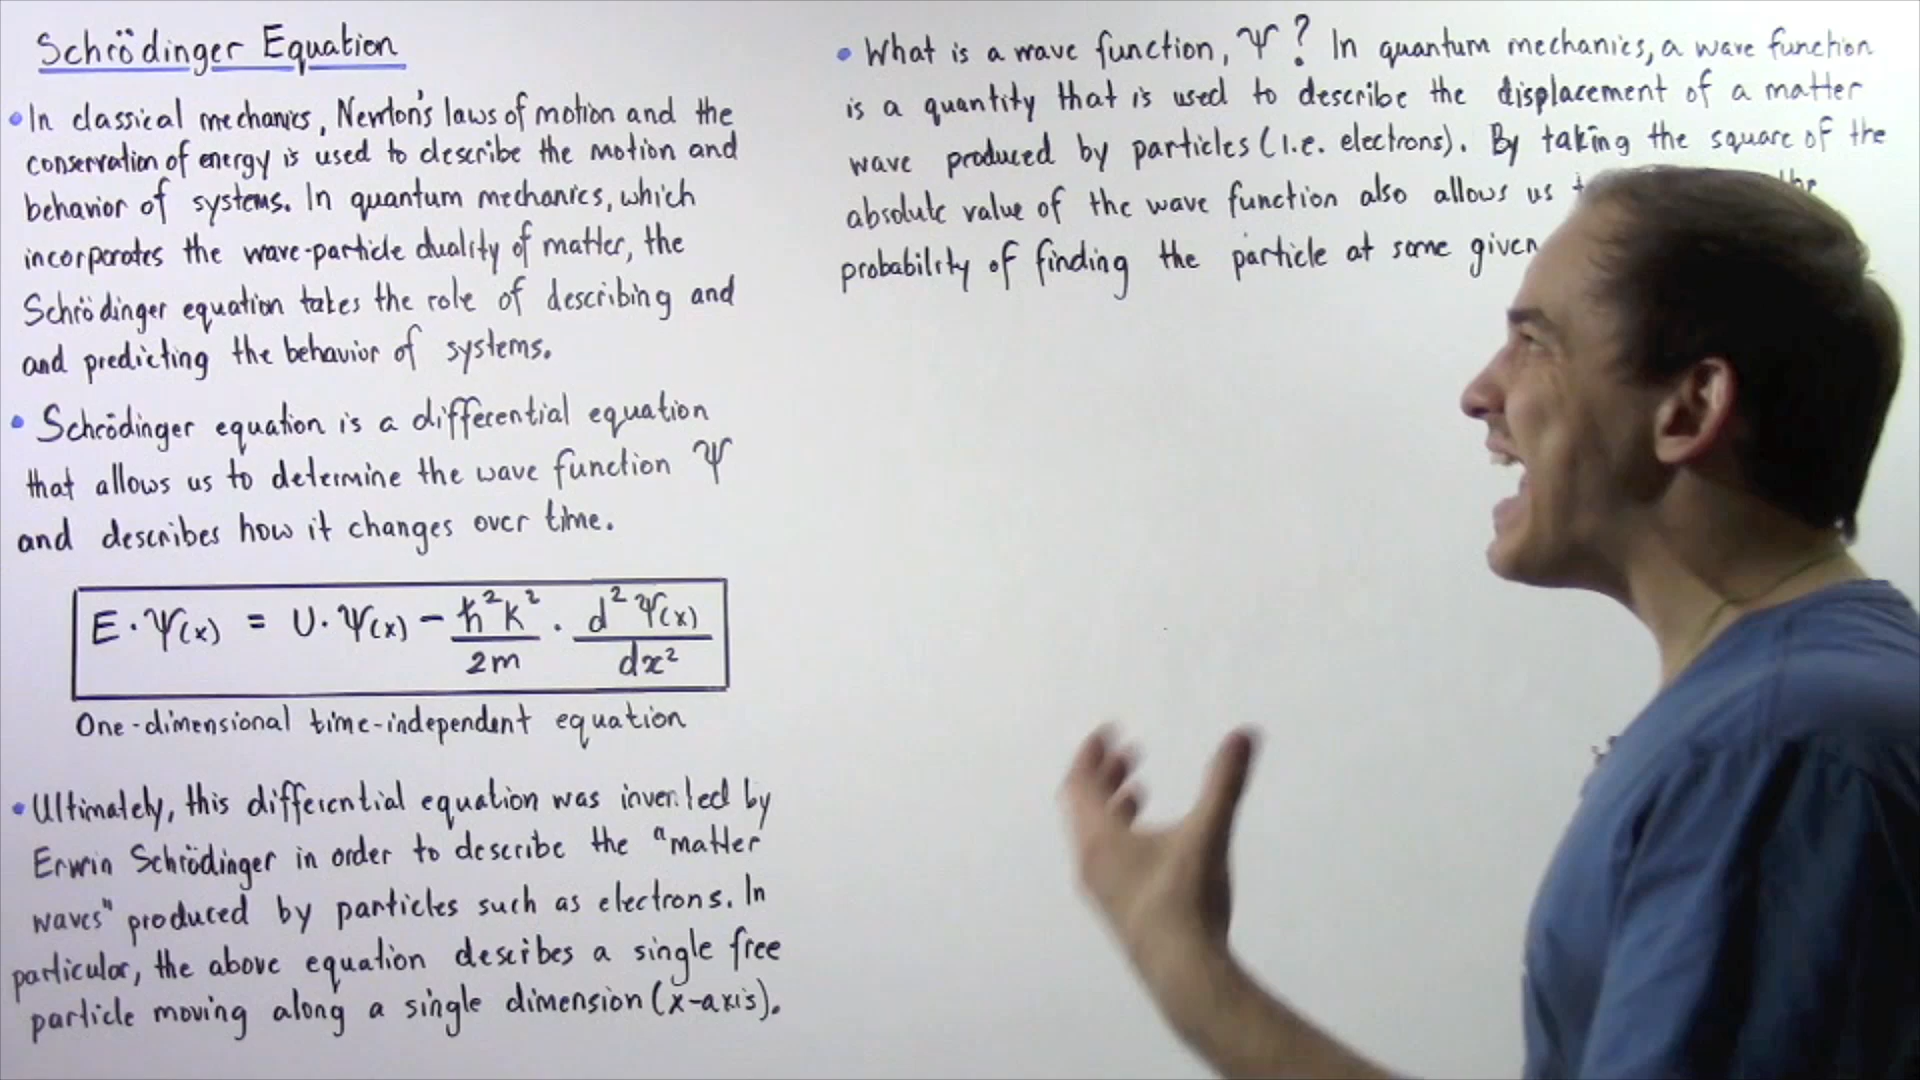 Schrödinger Equation
• In classical mechanics, Newton's laws of motion and the
conservation of energy is used to describe the motion and
behavior of systems. In quantum mechanics, which
incorporates the wave-particle duality of matter, the
Schrödinger equation takes the role of describing and
and predicting the behavior of systems.
• Schrödinger equation is a differential equation
that allows us to determine the wave function Ψ
and describes how it changes over time.
E · Ψ(x) = U · Ψ(x) − ħ²k²/2m · d²Ψ(x)/dx²
One-dimensional time-independent equation
• Ultimately, this differential equation was invented by
Erwin Schrödinger in order to describe the "matter
waves" produced by particles such as electrons. In
particular, the above equation describes a single free
particle moving along a single dimension (x-axis).
• What is a wave function, Ψ? In quantum mechanics, a wave function
is a quantity that is used to describe the displacement of a matter
wave produced by particles (i.e. electrons). By taking the square of the
absolute value of the wave function also allows us
probability of finding the particle at some given